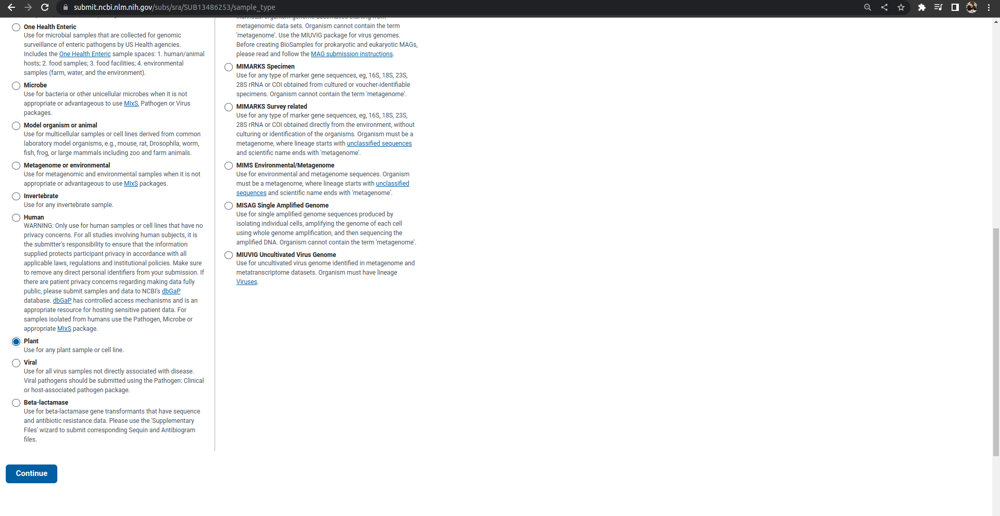 submit.ncbi.nlm.nih.gov/subs/sra/SUB13486253/sample_type
One Health Enteric
Use for microbial samples that are collected for genomic
surveillance of enteric pathogens by US Health agencies.
Includes the One Health Enteric sample spaces: 1. human/animal
hosts; 2. food samples; 3. food facilities; 4. environmental
samples (farm, water, and the environment).
Microbe
Use for bacteria or other unicellular microbes when it is not
appropriate or advantageous to use MIxS, Pathogen or Virus
packages.
Model organism or animal
Use for multicellular samples or cell lines derived from common
laboratory model organisms, e.g., mouse, rat, Drosophila, worm,
fish, frog, or large mammals including zoo and farm animals.
Metagenome or environmental
Use for metagenomic and environmental samples when it is not
appropriate or advantageous to use MIxS packages.
Invertebrate
Use for any invertebrate sample.
Human
WARNING: Only use for human samples or cell lines that have no
privacy concerns. For all studies involving human subjects, it is
the submitter's responsibility to ensure that the information
supplied protects participant privacy in accordance with all
applicable laws, regulations and institutional policies. Make sure
to remove any direct personal identifiers from your submission. If
there are patient privacy concerns regarding making data fully
public, please submit samples and data to NCBI's dbGaP
database. dbGaP has controlled access mechanisms and is an
appropriate resource for hosting sensitive patient data. For
samples isolated from humans use the Pathogen, Microbe or
appropriate MIxS package.
Plant
Use for any plant sample or cell line.
Viral
Use for all virus samples not directly associated with disease.
Viral pathogens should be submitted using the Pathogen: Clinical
or host-associated pathogen package.
Beta-lactamase
Use for beta-lactamase gene transformants that have sequence
and antibiotic resistance data. Please use the 'Supplementary
Files' wizard to submit corresponding Sequin and Antibiogram
files.
individual organism genome assemblies starting from
metagenomic data sets. Organism cannot contain the term
'metagenome'. Use the MIUVIG package for virus genomes.
Before creating BioSamples for prokaryotic and eukaryotic MAGs,
please read and follow the MAG submission instructions.
MIMARKS Specimen
Use for any type of marker gene sequences, eg, 16S, 18S, 23S,
28S rRNA or COI obtained from cultured or voucher-identifiable
specimens. Organism cannot contain the term 'metagenome'.
MIMARKS Survey related
Use for any type of marker gene sequences, eg, 16S, 18S, 23S,
28S rRNA or COI obtained directly from the environment, without
culturing or identification of the organisms. Organism must be a
metagenome, where lineage starts with unclassified sequences
and scientific name ends with 'metagenome'.
MIMS Environmental/Metagenome
Use for environmental and metagenome sequences. Organism
must be a metagenome, where lineage starts with unclassified
sequences and scientific name ends with 'metagenome'.
MISAG Single Amplified Genome
Use for single amplified genome sequences produced by
isolating individual cells, amplifying the genome of each cell
using whole genome amplification, and then sequencing the
amplified DNA. Organism cannot contain the term 'metagenome'.
MIUVIG Uncultivated Virus Genome
Use for uncultivated virus genome identified in metagenome and
metatranscriptome datasets. Organism must have lineage
Viruses.
Continue